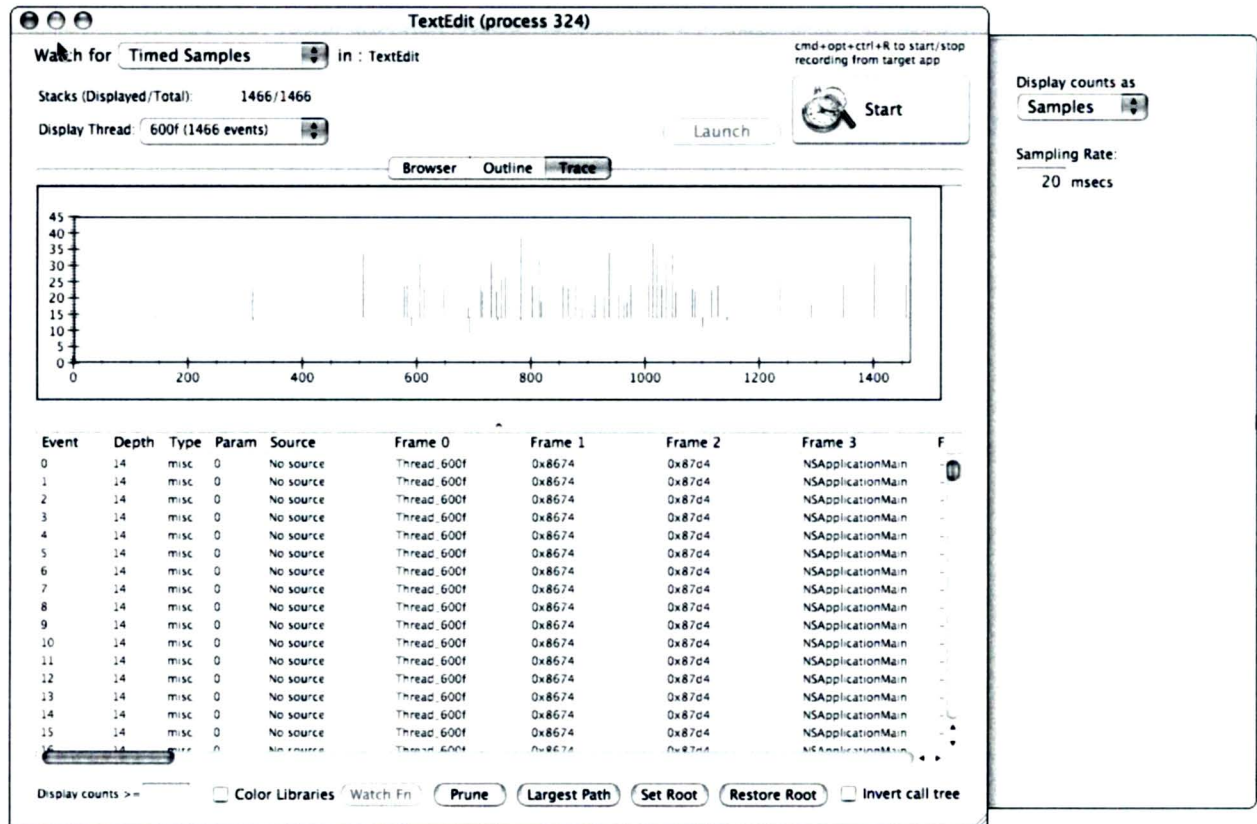 TextEdit (process 324)
Watch for Timed Samples in : TextEdit
cmd+opt+ctrl+R to start/stop
recording from target app
Stacks (Displayed/Total): 1466/1466
Start
Display Thread: 600f (1466 events)
Launch
Browser Outline Trace
45
40
35
30
25
20
15
10
5
0
0 200 400 600 800 1000 1200 1400
Event Depth Type Param Source Frame 0 Frame 1 Frame 2 Frame 3 F
0 14 misc 0 No source Thread_600f 0x8674 0x87d4 NSApplicationMain -
1 14 misc 0 No source Thread_600f 0x8674 0x87d4 NSApplicationMain -
2 14 misc 0 No source Thread_600f 0x8674 0x87d4 NSApplicationMain -
3 14 misc 0 No source Thread_600f 0x8674 0x87d4 NSApplicationMain -
4 14 misc 0 No source Thread_600f 0x8674 0x87d4 NSApplicationMain -
5 14 misc 0 No source Thread_600f 0x8674 0x87d4 NSApplicationMain -
6 14 misc 0 No source Thread_600f 0x8674 0x87d4 NSApplicationMain -
7 14 misc 0 No source Thread_600f 0x8674 0x87d4 NSApplicationMain -
8 14 misc 0 No source Thread_600f 0x8674 0x87d4 NSApplicationMain -
9 14 misc 0 No source Thread_600f 0x8674 0x87d4 NSApplicationMain -
10 14 misc 0 No source Thread_600f 0x8674 0x87d4 NSApplicationMain -
11 14 misc 0 No source Thread_600f 0x8674 0x87d4 NSApplicationMain -
12 14 misc 0 No source Thread_600f 0x8674 0x87d4 NSApplicationMain -
13 14 misc 0 No source Thread_600f 0x8674 0x87d4 NSApplicationMain -
14 14 misc 0 No source Thread_600f 0x8674 0x87d4 NSApplicationMain -
15 14 misc 0 No source Thread_600f 0x8674 0x87d4 NSApplicationMain -
16 14 misc 0 No source Thread_600f 0x8674 0x87d4 NSApplicationMain
Display counts >= Color Libraries Watch Fn Prune Largest Path Set Root Restore Root Invert call tree
Display counts as
Samples
Sampling Rate:
20 msecs